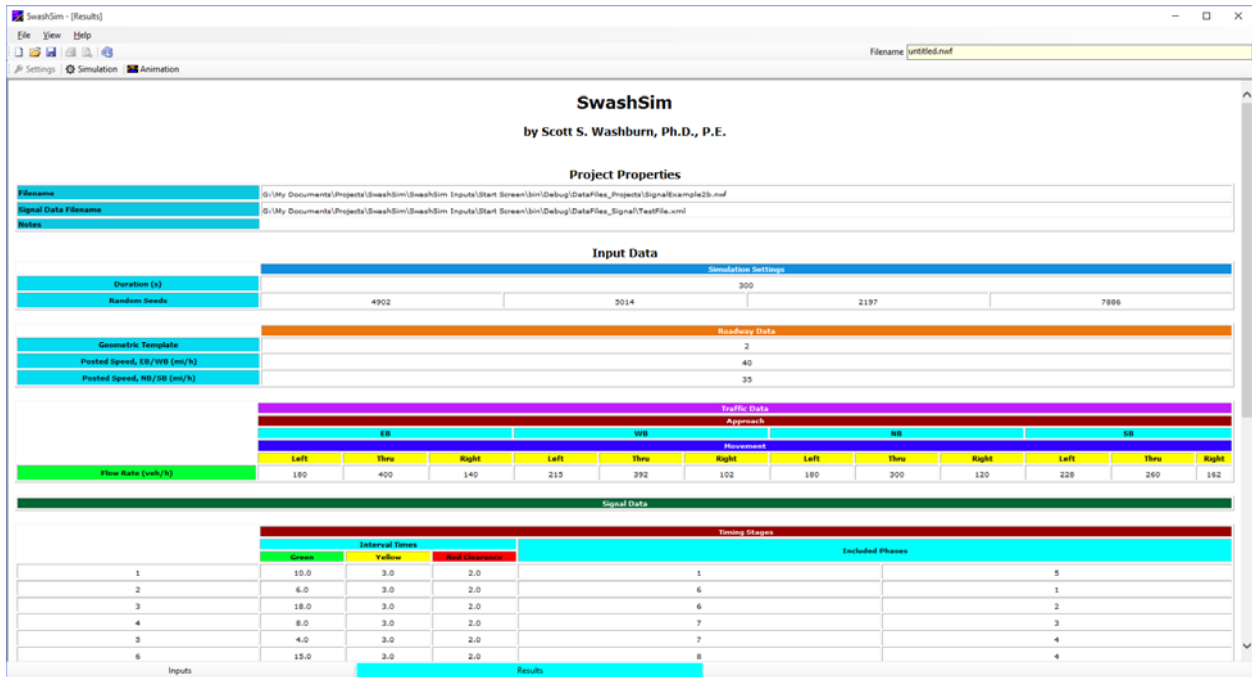 SwashSim - [Results]
File View Help
Filename untitled.nwf
Settings Simulation Animation
SwashSim
by Scott S. Washburn, Ph.D., P.E.
Project Properties
Filename G:\My Documents\Projects\SwashSim\SwashSim Inputs\Start Screen\bin\Debug\DataFiles_Projects\SignalExample2b.nwf
Signal Data Filename G:\My Documents\Projects\SwashSim\SwashSim Inputs\Start Screen\bin\Debug\DataFiles_Signal\TestFile.xml
Notes
Input Data
Simulation Settings
Duration (s) 300
Random Seeds 4902 5014 2197 7886
Roadway Data
Geometric Template 2
Posted Speed, EB/WB (mi/h) 40
Posted Speed, NB/SB (mi/h) 35
Traffic Data
Approach
EB WB NB SB
Movement
Left Thru Right Left Thru Right Left Thru Right Left Thru Right
Flow Rate (veh/h) 180 400 140 215 392 102 180 300 120 228 260 162
Signal Data
Timing Stages
Interval Times Included Phases
Green Yellow Red Clearance
1 10.0 3.0 2.0 1 5
2 6.0 3.0 2.0 6 1
3 18.0 3.0 2.0 6 2
4 8.0 3.0 2.0 7 3
5 4.0 3.0 2.0 7 4
6 15.0 3.0 2.0 8 4
Inputs Results